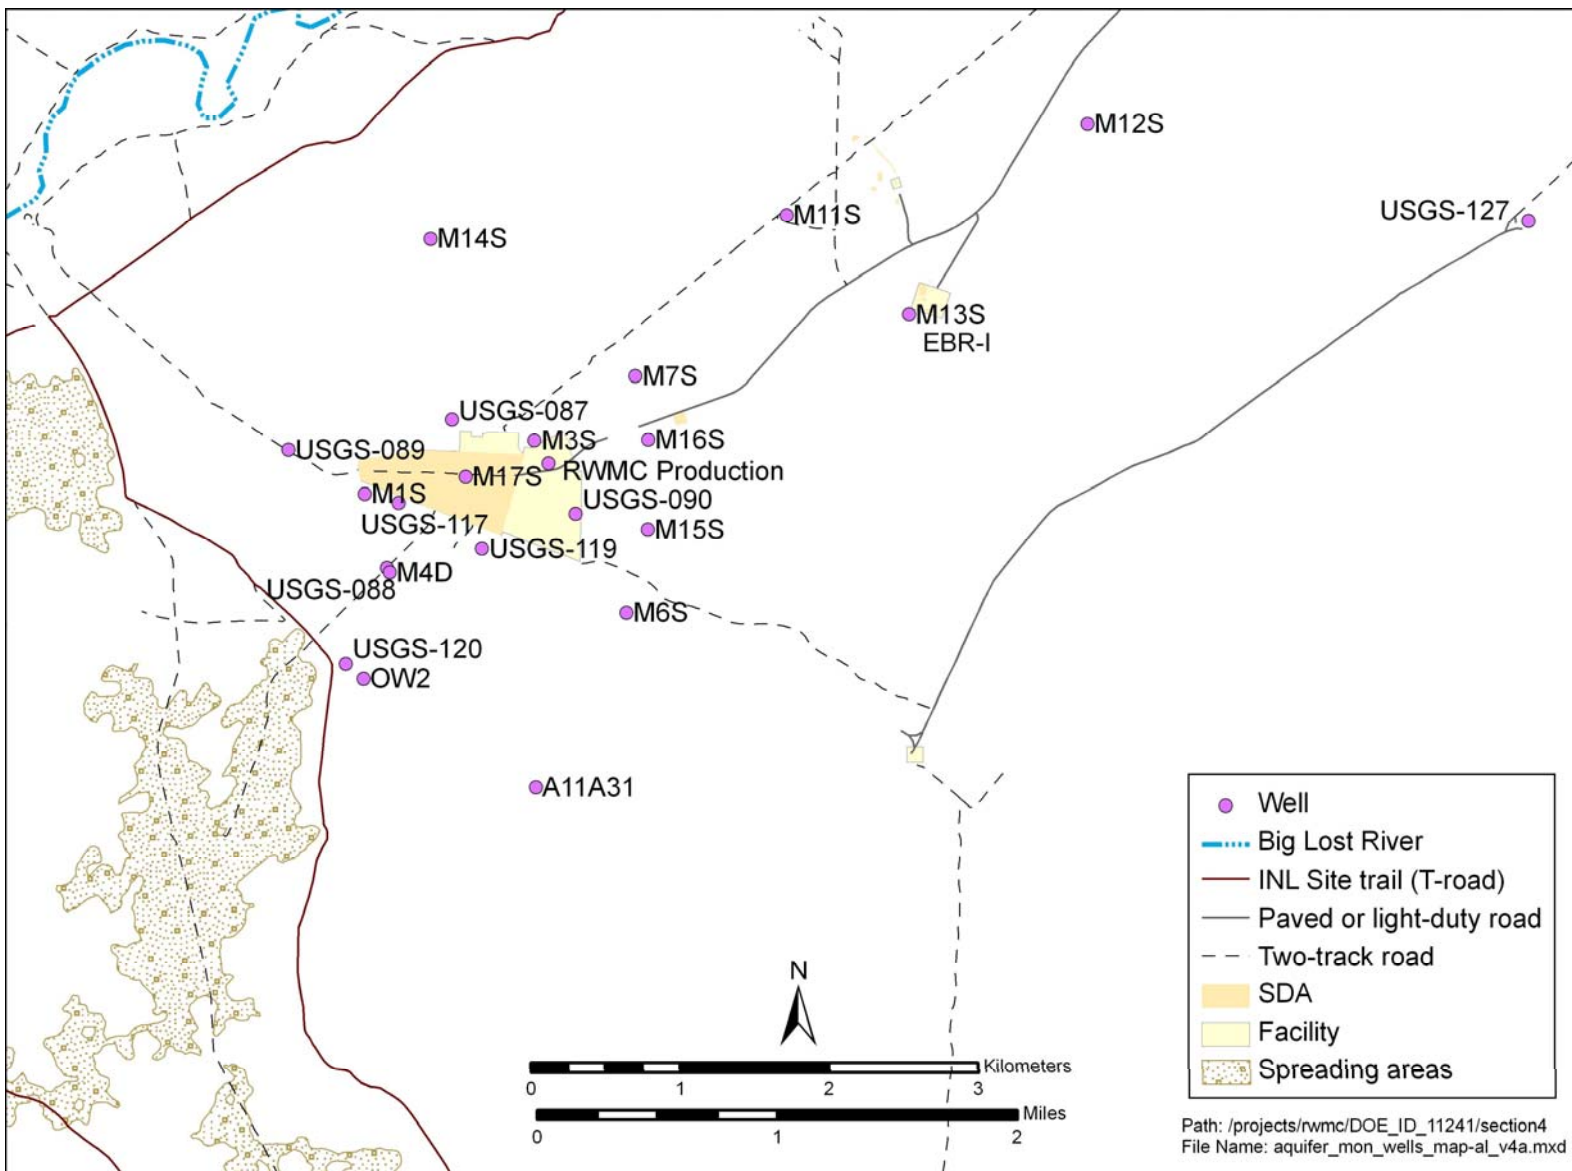 M12S
USGS-127
M11S
M14S
M13S
EBR-I
M7S
USGS-087
M3S
M16S
USGS-089
RWMC Production
M17S
M1S
USGS-090
USGS-117
M15S
USGS-119
M4D
USGS-088
M6S
USGS-120
OW2
A11A31
Well
Big Lost River
INL Site trail (T-road)
Paved or light-duty road
Two-track road
SDA
Facility
Spreading areas
N
Kilometers
0 1 2 3
Miles
0 1 2
Path: /projects/rwmc/DOE_ID_11241/section4
File Name: aquifer_mon_wells_map-al_v4a.mxd